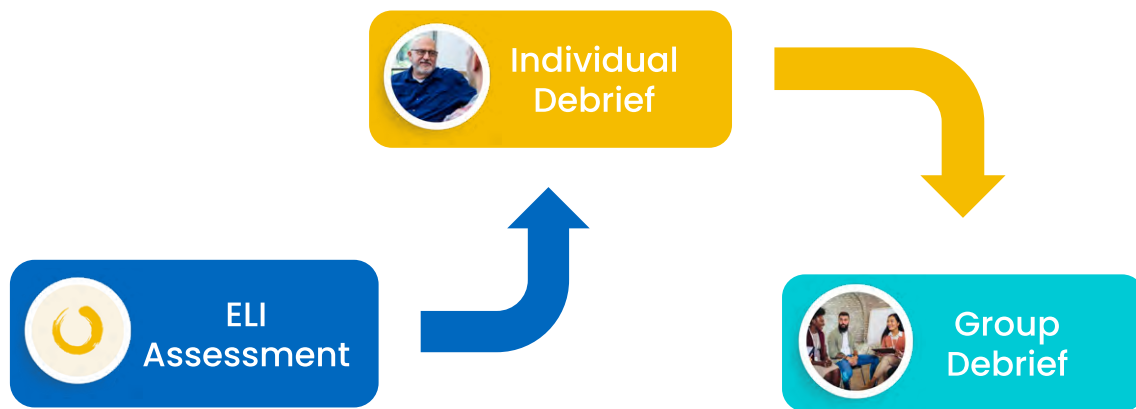 ELI
Assessment
Individual
Debrief
Group
Debrief